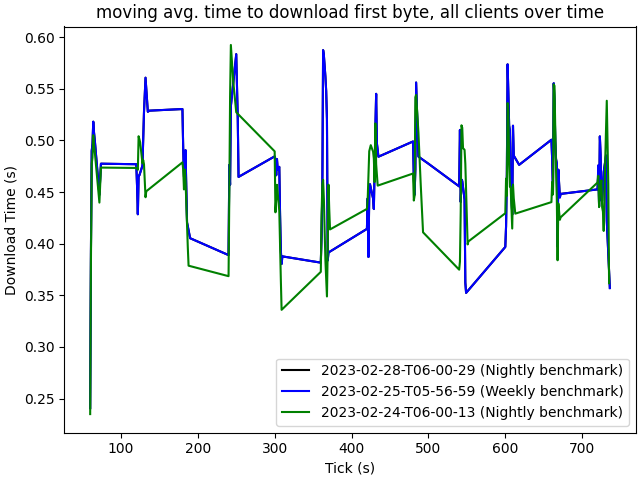 moving avg. time to download first byte, all clients over time
Download Time (s)
0.60
0.55
0.50
0.45
0.40
0.35
0.30
0.25
2023-02-28-T06-00-29 (Nightly benchmark)
2023-02-25-T05-56-59 (Weekly benchmark)
2023-02-24-T06-00-13 (Nightly benchmark)
100 200 300 400 500 600 700
Tick (s)